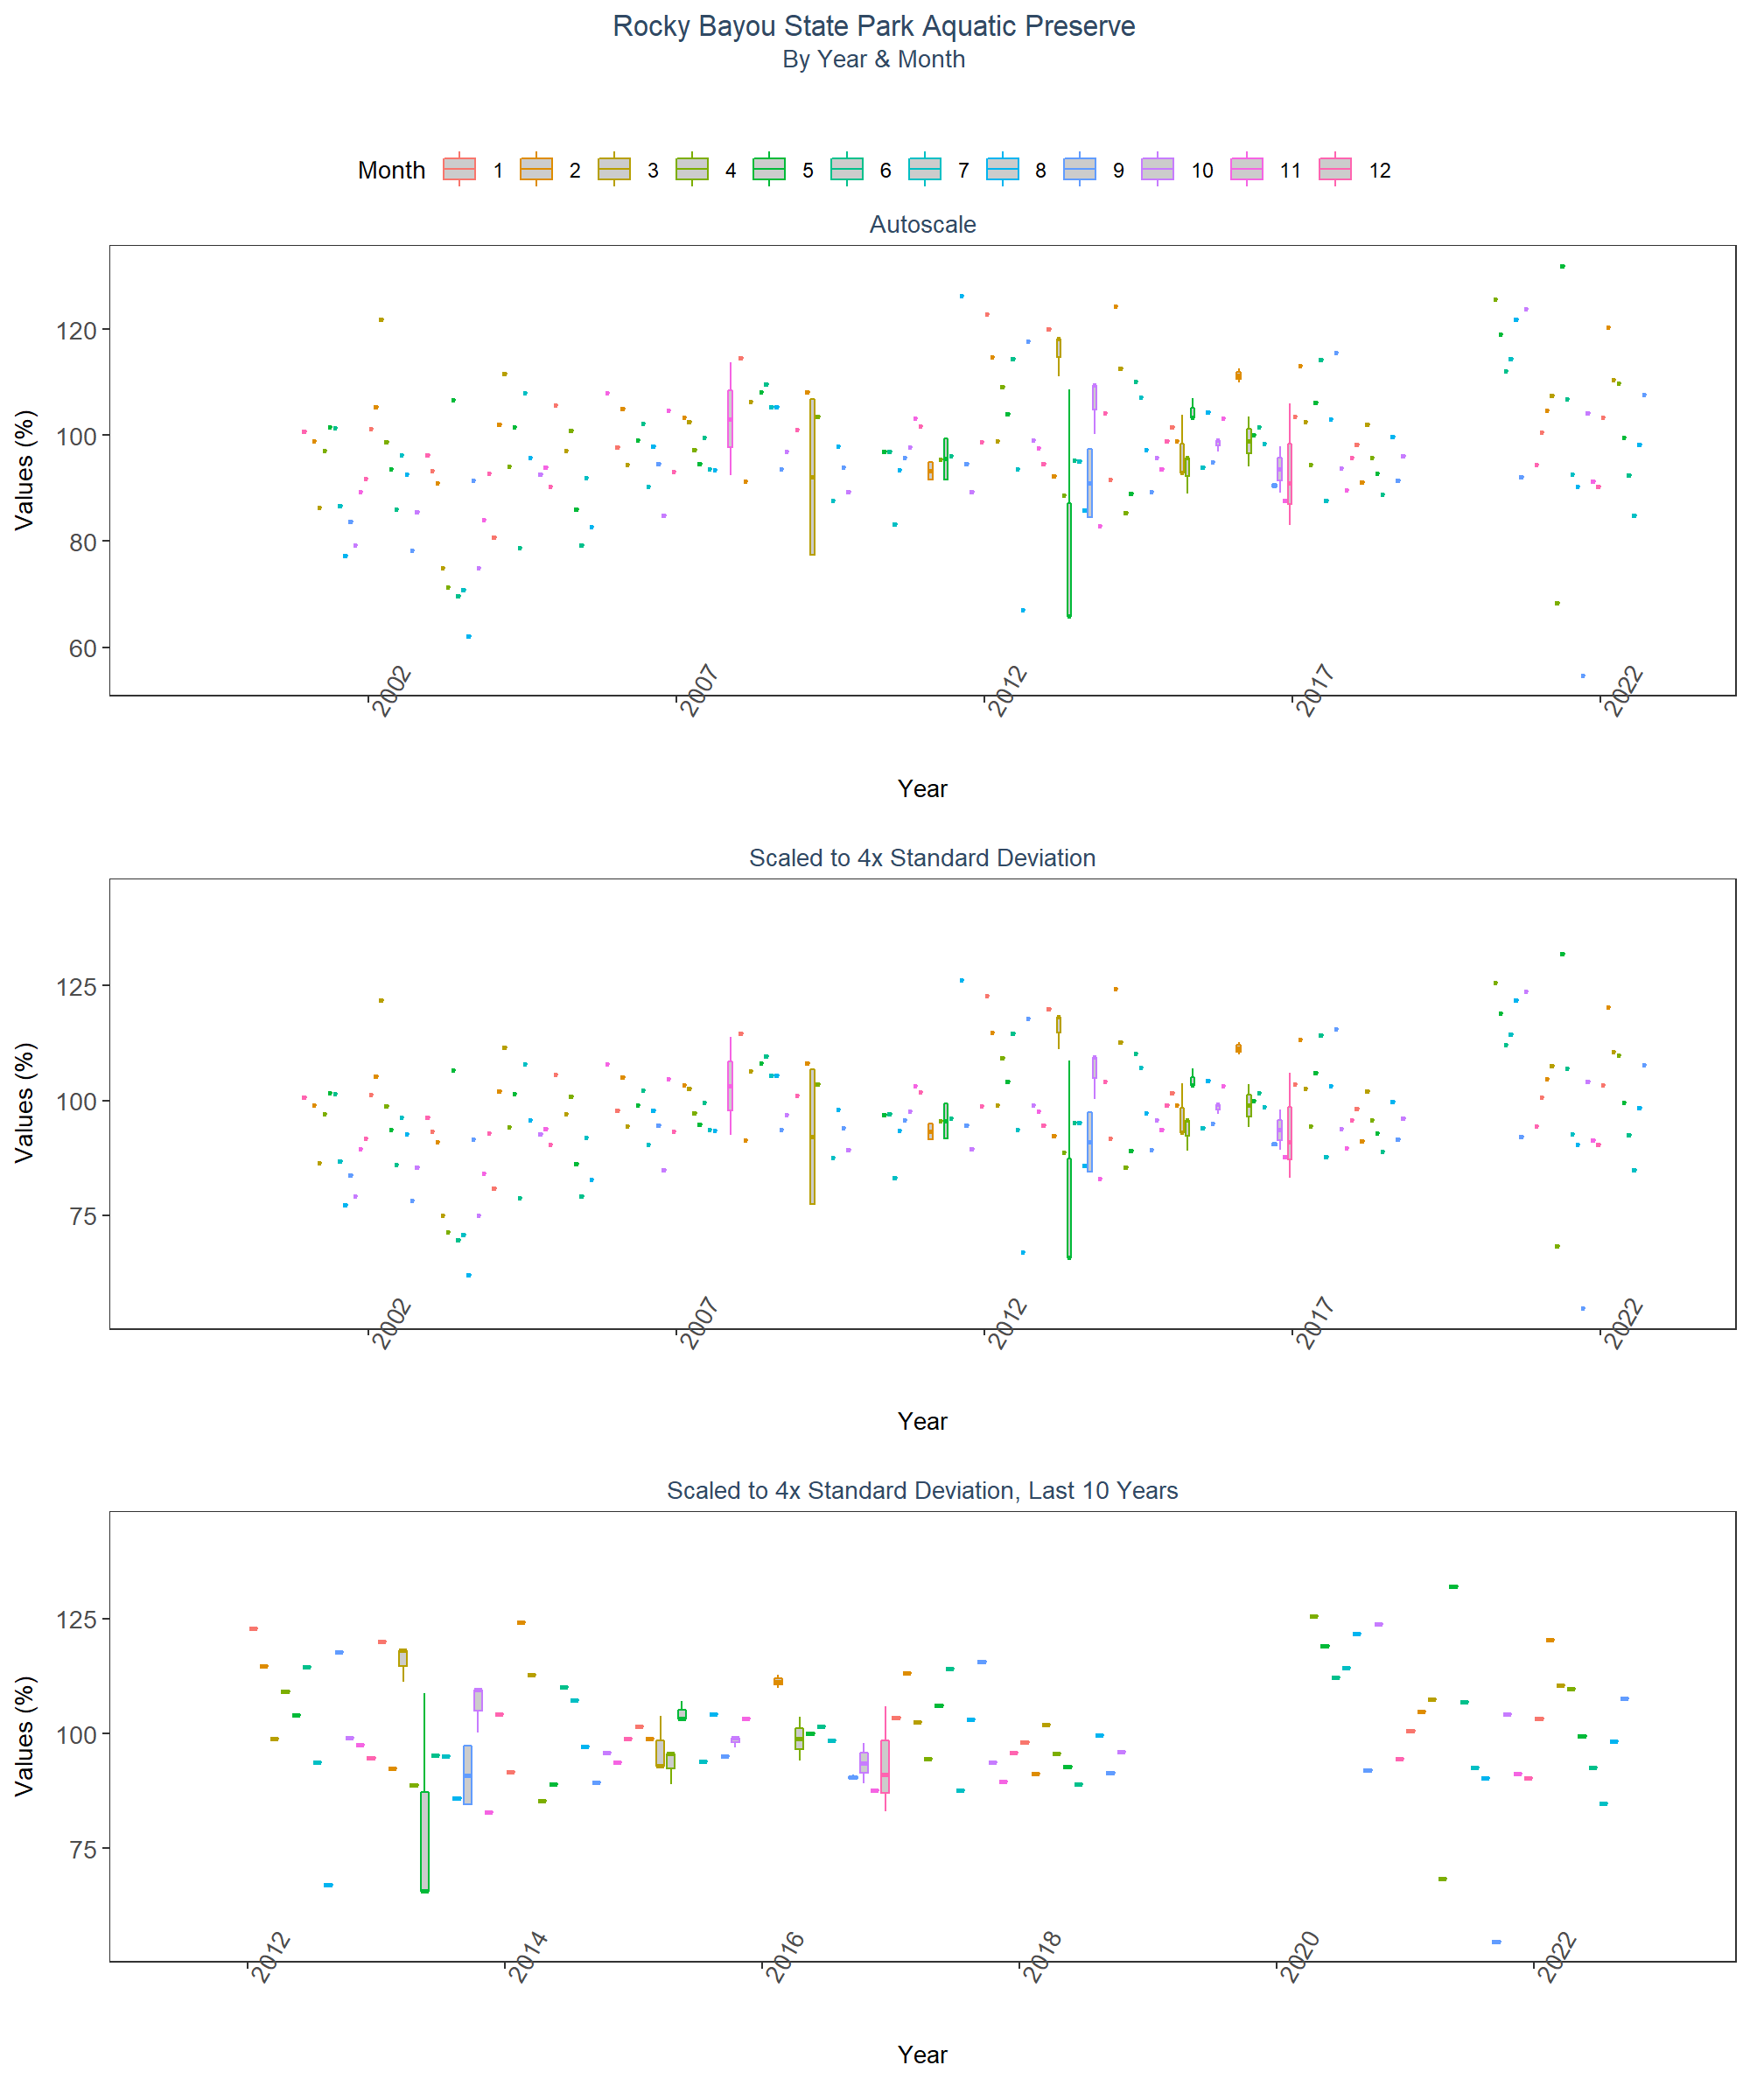 Rocky Bayou State Park Aquatic Preserve
By Year & Month
Month 1 2 3 4 5 6 7 8 9 10 11 12
Autoscale
Values (%)
120
100
80
60
2002 2007 2012 2017 2022
Year
Scaled to 4x Standard Deviation
Values (%)
125
100
75
2002 2007 2012 2017 2022
Year
Scaled to 4x Standard Deviation, Last 10 Years
Values (%)
125
100
75
2012 2014 2016 2018 2020 2022
Year